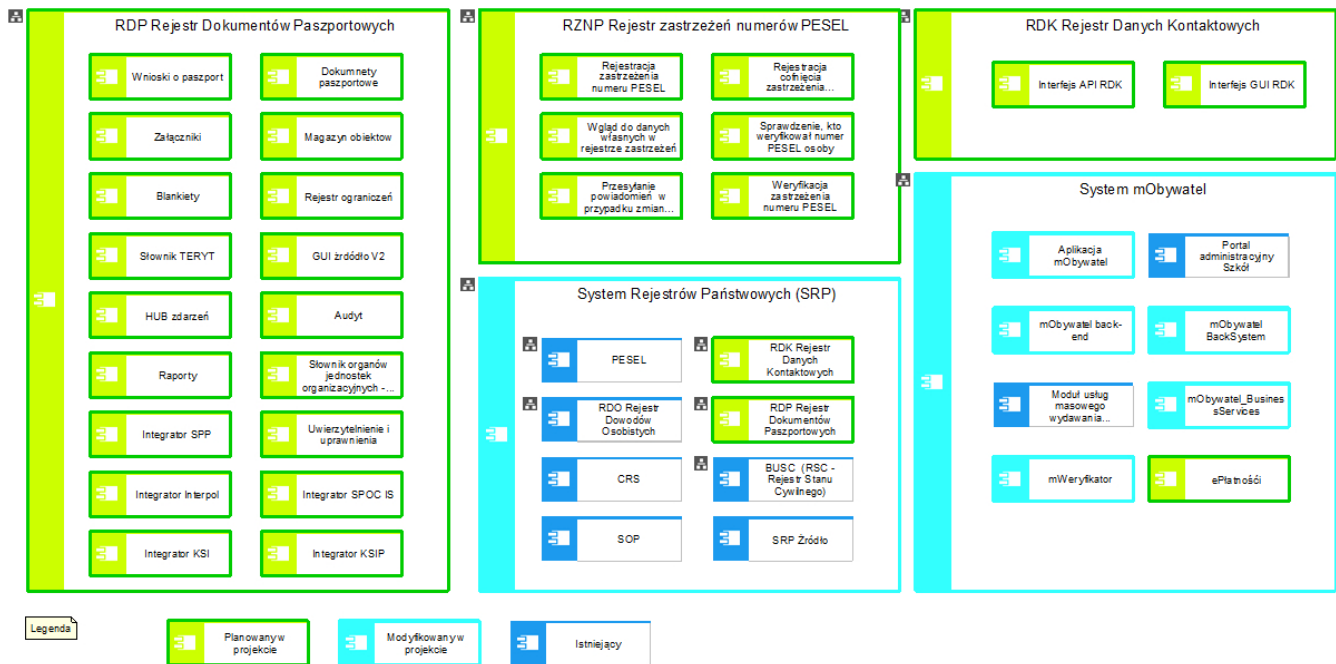 RDP Rejestr Dokumentów Paszportowych
Wnioski o paszport
Dokumnety
paszportowe
Załączniki
Magazyn obiektow
Blankiety
Rejestr ograniczeń
Słownik TERYT
GUI źrdódło V2
HUB zdarzeń
Audyt
Raporty
Słownik organów
jednostek
organizacyjnych -...
Integrator SPP
Uwierzytelnienie i
uprawnienia
Integrator Interpol
Integrator SPOC IS
Integrator KSI
Integrator KSIP
RZNP Rejestr zastrzeżeń numerów PESEL
Rejestracja
zastrzeżenia
numeru PESEL
Rejestracja
cofnięcia
zastrzeżenia...
Wgląd do danych
własnych w
rejestrze zastrzeżeń
Sprawdzenie, kto
weryfikował numer
PESEL osoby
Przesyłanie
powiadomień w
przypadku zmian...
Weryfikacja
zastrzeżenia
numeru PESEL
System Rejestrów Państwowych (SRP)
PESEL
RDK Rejestr
Danych
Kontaktowych
RDO Rejestr
Dowodów
Osobistych
RDP Rejestr
Dokumentów
Paszportowych
CRS
BUSC (RSC -
Rejestr Stanu
Cywilnego)
SOP
SRP Źródło
RDK Rejestr Danych Kontaktowych
Interfejs API RDK
Interfejs GUI RDK
System mObywatel
Aplikacja
mObywatel
Portal
administracyjny
Szkół
mObywatel back-
end
mObywatel
BackSystem
Moduł usług
masowego
wydawania...
mObywatel_Busines
sServices
mWeryfikator
ePłatnośći
Legenda
Planowany w
projekcie
Modyfikowany w
projekcie
Istniejący